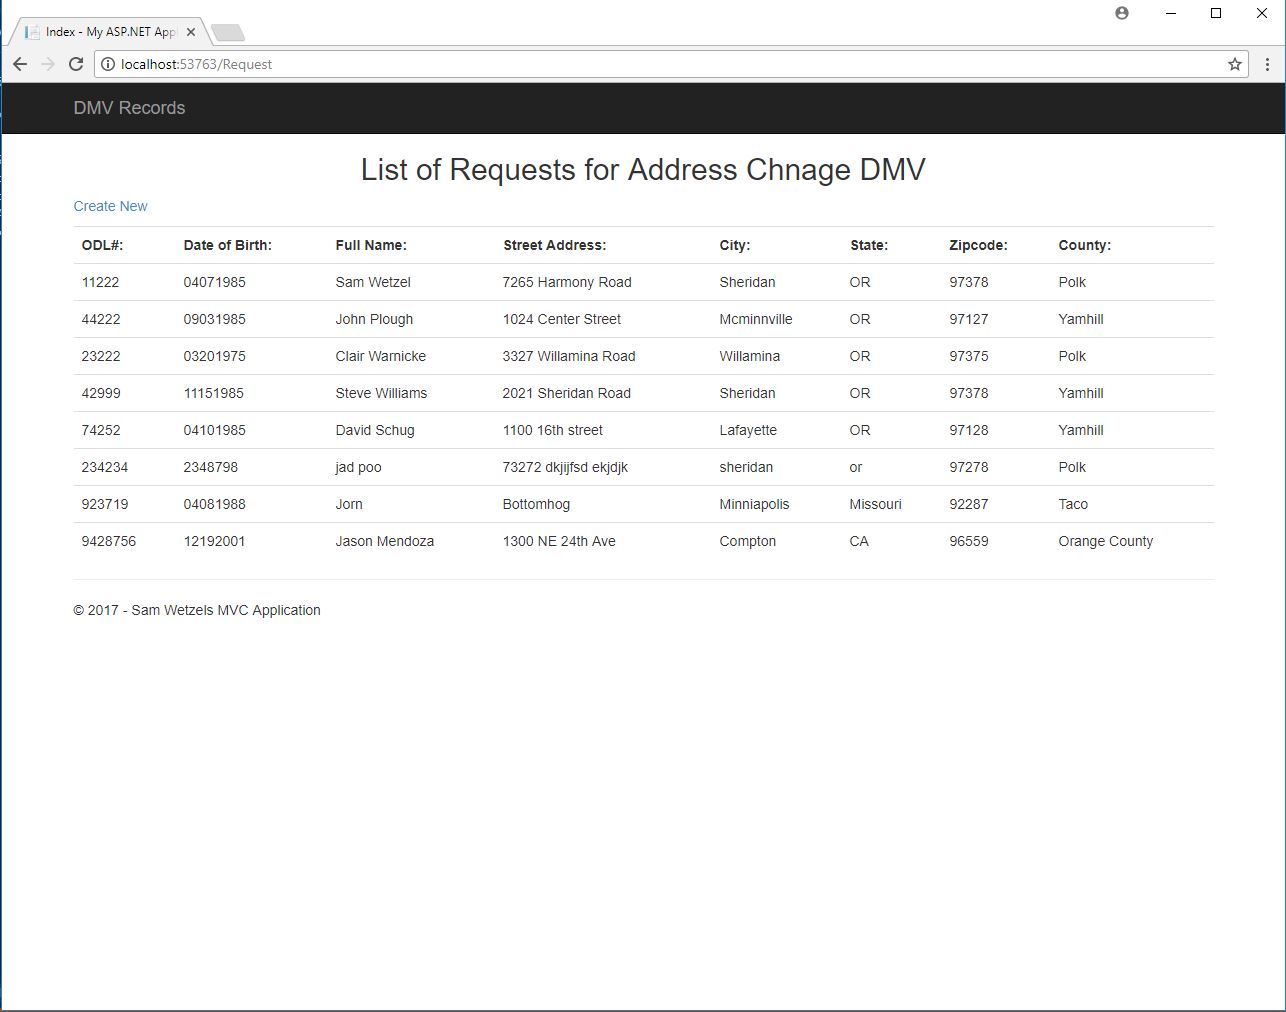 Index - My ASP.NET Appl
localhost:53763/Request
DMV Records
List of Requests for Address Chnage DMV
Create New
ODL#: Date of Birth: Full Name: Street Address: City: State: Zipcode: County:
11222 04071985 Sam Wetzel 7265 Harmony Road Sheridan OR 97378 Polk
44222 09031985 John Plough 1024 Center Street Mcminnville OR 97127 Yamhill
23222 03201975 Clair Warnicke 3327 Willamina Road Willamina OR 97375 Polk
42999 11151985 Steve Williams 2021 Sheridan Road Sheridan OR 97378 Yamhill
74252 04101985 David Schug 1100 16th street Lafayette OR 97128 Yamhill
234234 2348798 jad poo 73272 dkjijfsd ekjdjk sheridan or 97278 Polk
923719 04081988 Jorn Bottomhog Minniapolis Missouri 92287 Taco
9428756 12192001 Jason Mendoza 1300 NE 24th Ave Compton CA 96559 Orange County
© 2017 - Sam Wetzels MVC Application